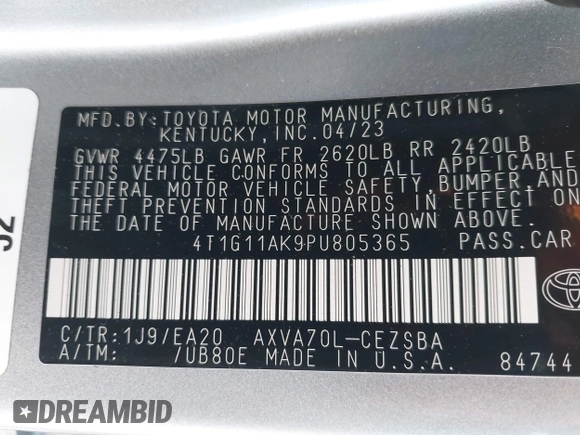 MFD.BY:TOYOTA MOTOR MANUFACTURING,
KENTUCKY,INC.04/23
GVWR 4475LB GAWR FR 2620LB RR 2420LB
THIS VEHICLE CONFORMS TO ALL APPLICABLE
FEDERAL MOTOR VEHICLE SAFETY,BUMPER,AND
THEFT PREVENTION STANDARDS IN EFFECT ON
THE DATE OF MANUFACTURE SHOWN ABOVE.
4T1G11AK9PU805365 PASS.CAR
C/TR:1J9/EA20 AXVA70L-CEZSBA
A/TM: /UB80E MADE IN U.S.A. 84744
DREAMBID